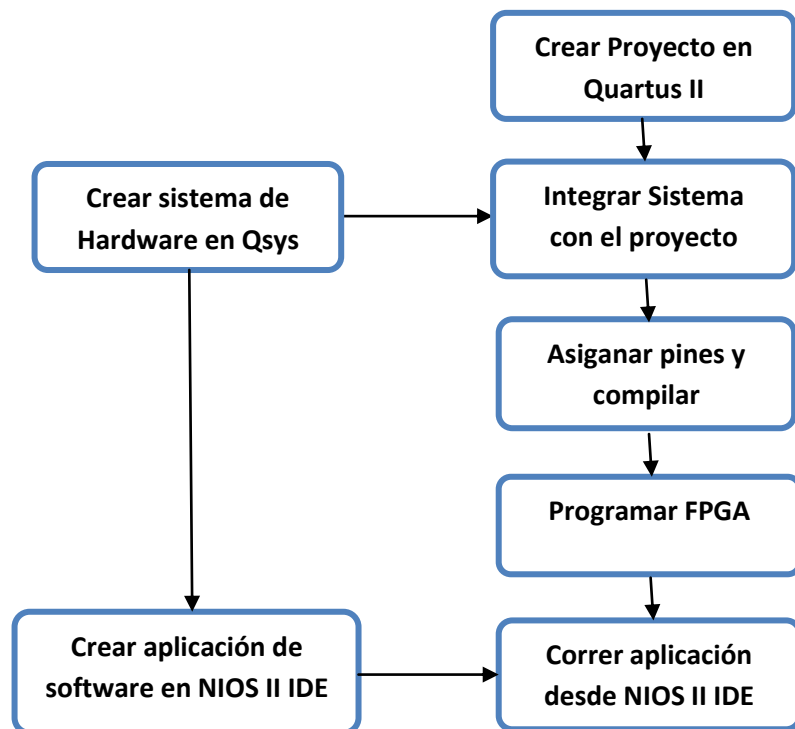 Crear Proyecto en
Quartus II
Crear sistema de
Hardware en Qsys
Integrar Sistema
con el proyecto
Asiganar pines y
compilar
Programar FPGA
Crear aplicación de
software en NIOS II IDE
Correr aplicación
desde NIOS II IDE